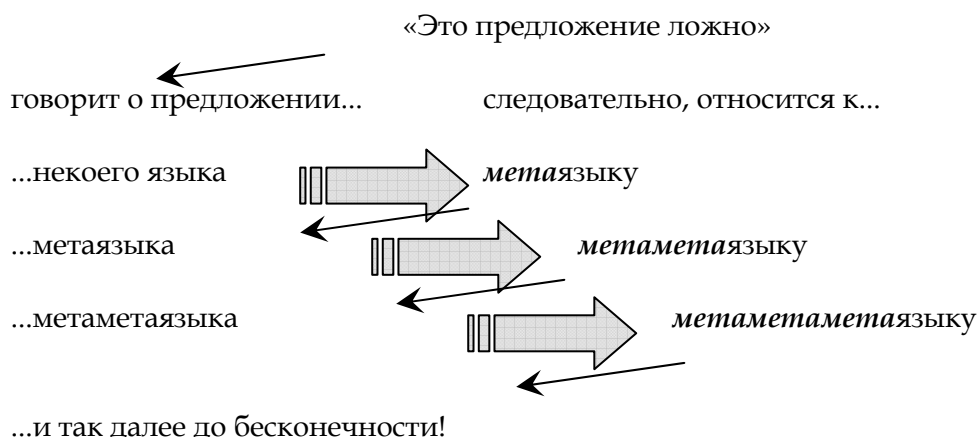 «Это предложение ложно»
говорит о предложении... следовательно, относится к...
...некоего языка метаязыку
...метаязыка метаметаязыку
...метаметаязыка метаметаметаязыку
...и так далее до бесконечности!